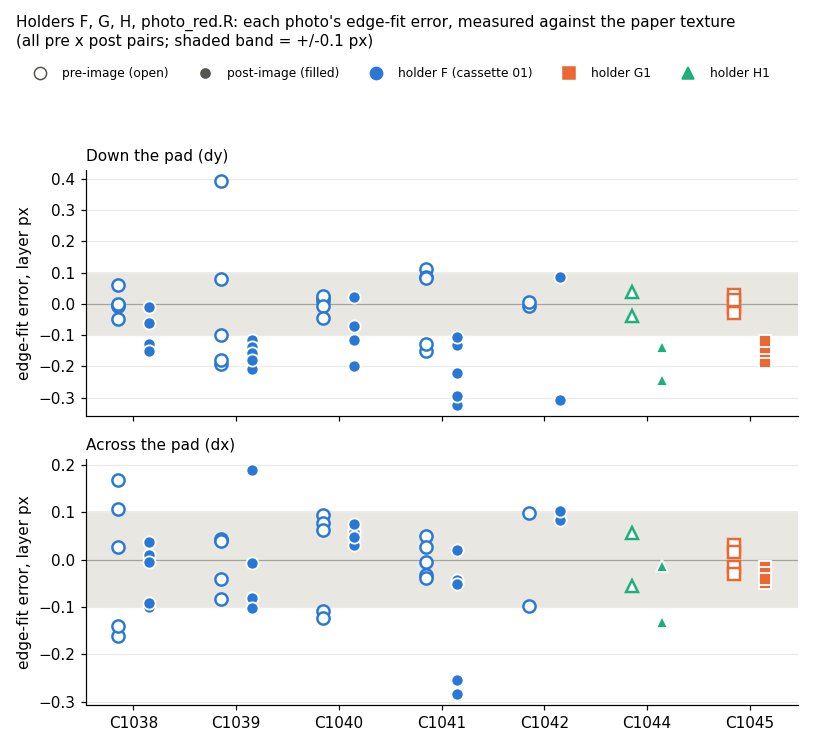 Holders F, G, H, photo_red.R: each photo's edge-fit error, measured against the paper texture
(all pre x post pairs; shaded band = +/-0.1 px)
pre-image (open) post-image (filled) holder F (cassette 01) holder G1 holder H1
Down the pad (dy)
edge-fit error, layer px
0.4
0.3
0.2
0.1
0.0
−0.1
−0.2
−0.3
Across the pad (dx)
edge-fit error, layer px
0.2
0.1
0.0
−0.1
−0.2
−0.3
C1038 C1039 C1040 C1041 C1042 C1044 C1045